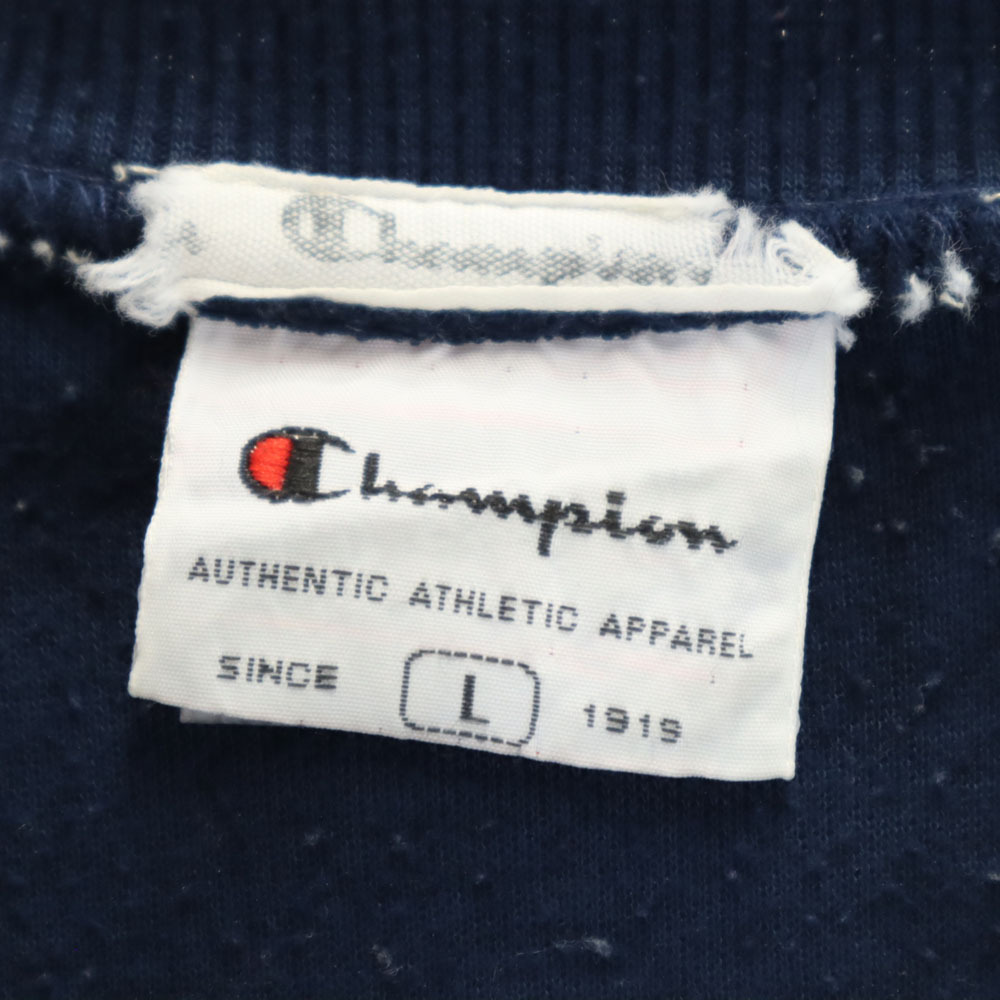 Champion
Champion
AUTHENTIC ATHLETIC APPAREL
SINCE L 1919